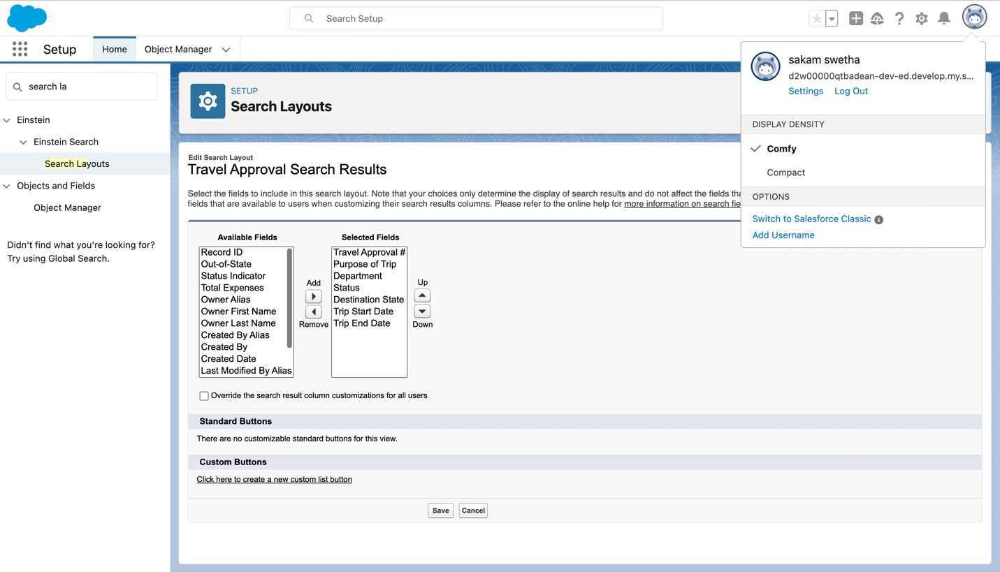 Search Setup
Setup
Home
Object Manager
search la
Einstein
Einstein Search
Search Layouts
Objects and Fields
Object Manager
Didn't find what you're looking for?
Try using Global Search.
SETUP
Search Layouts
Edit Search Layout
Travel Approval Search Results
Select the fields to include in this search layout. Note that your choices only determine the display of search results and do not affect the fields
fields that are available to users when customizing their search results columns. Please refer to the online help for more information on search
Available Fields
Record ID
Out-of-State
Status Indicator
Total Expenses
Owner Alias
Owner First Name
Owner Last Name
Created By Alias
Created By
Created Date
Last Modified By Alias
Add
Remove
Selected Fields
Travel Approval #
Purpose of Trip
Department
Status
Destination State
Trip Start Date
Trip End Date
Up
Down
Override the search result column customizations for all users
Standard Buttons
There are no customizable standard buttons for this view.
Custom Buttons
Click here to create a new custom list button
Save Cancel
sakam swetha
d2w00000qtbadean-dev-ed.develop.my.s...
Settings Log Out
DISPLAY DENSITY
Comfy
Compact
OPTIONS
Switch to Salesforce Classic
Add Username